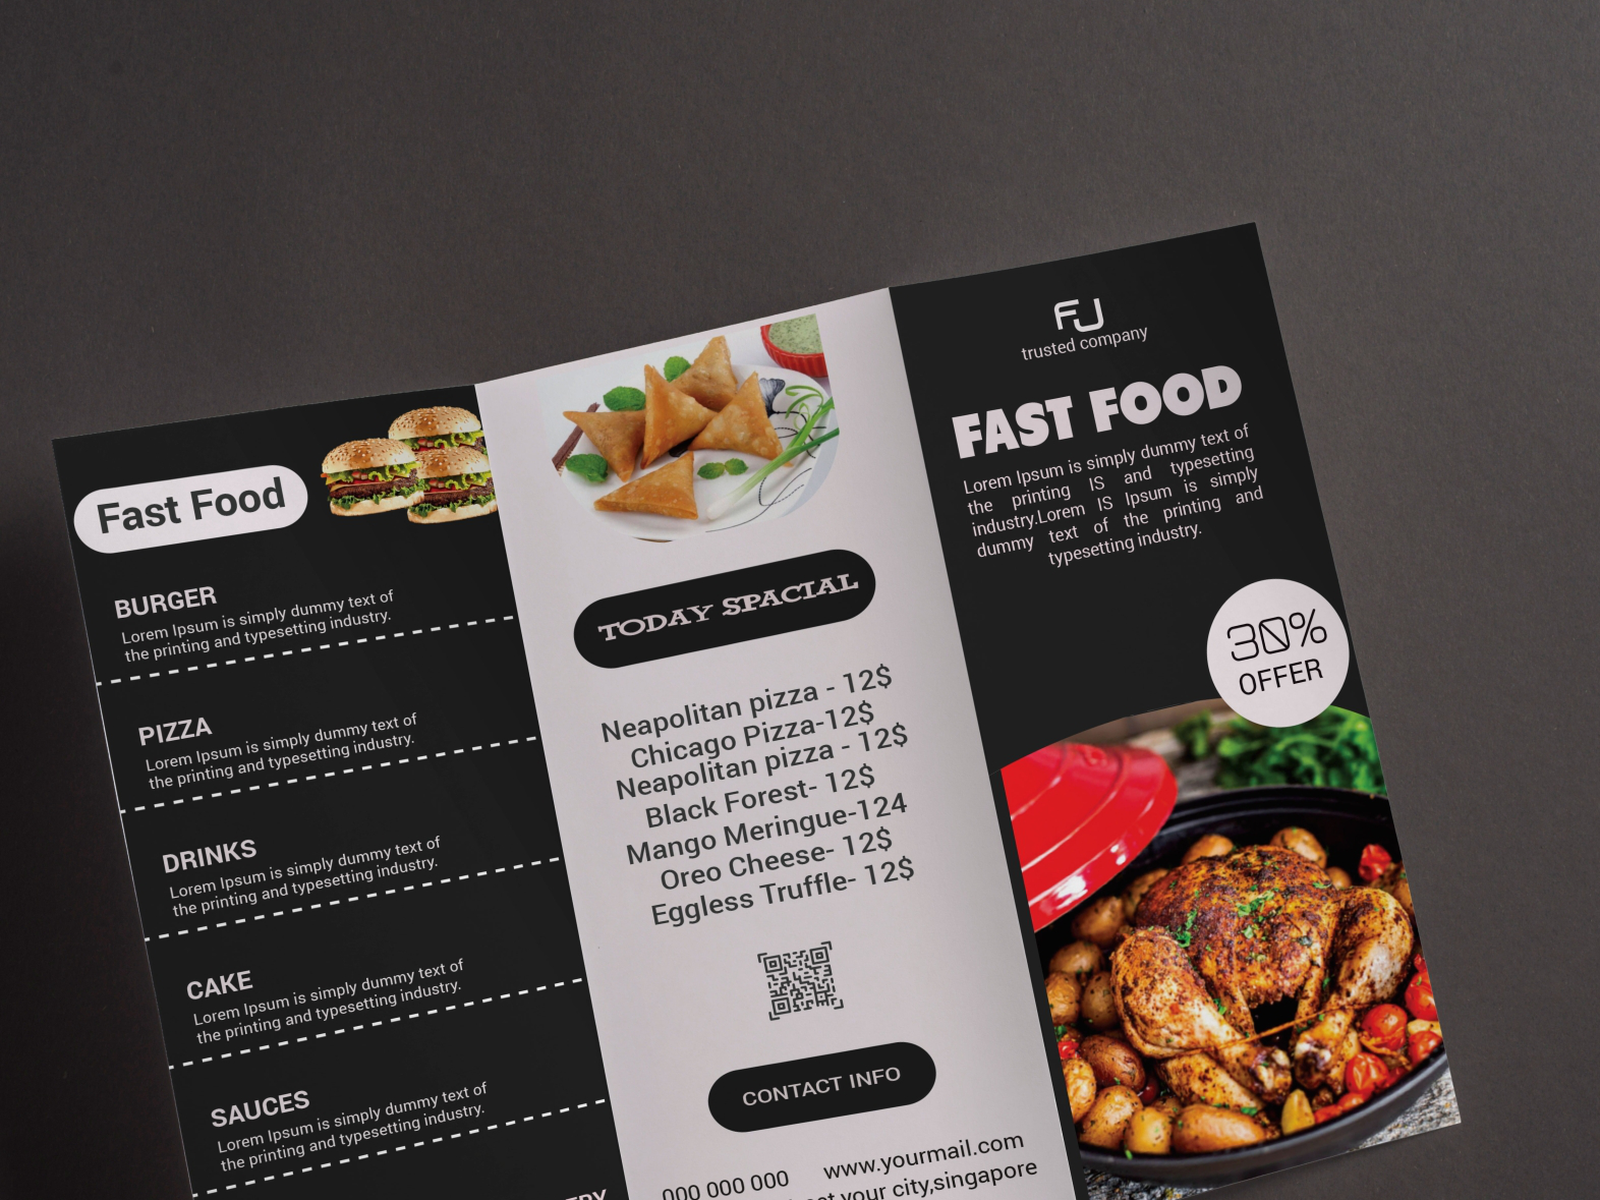 Fast Food
BURGER
Lorem Ipsum is simply dummy text of
the printing and typesetting industry.
PIZZA
Lorem Ipsum is simply dummy text of
the printing and typesetting industry.
DRINKS
Lorem Ipsum is simply dummy text of
the printing and typesetting industry.
CAKE
Lorem Ipsum is simply dummy text of
the printing and typesetting industry.
SAUCES
Lorem Ipsum is simply dummy text of
the printing and typesetting industry.
TODAY SPACIAL
Neapolitan pizza - 12$
Chicago Pizza-12$
Neapolitan pizza - 12$
Black Forest- 12$
Mango Meringue-124
Oreo Cheese- 12$
Eggless Truffle- 12$
CONTACT INFO
000 000 000 www.yourmail.com
your city,singapore
FJ
trusted company
FAST FOOD
Lorem Ipsum is simply dummy text of
the printing IS and typesetting
industry.Lorem IS Ipsum is simply
dummy text of the printing and
typesetting industry.
30%
OFFER